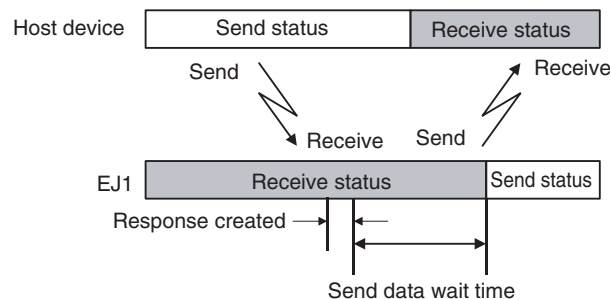 Host device
Send status
Receive status
Send
Receive
Receive
Send
EJ1
Receive status
Send status
Response created
Send data wait time